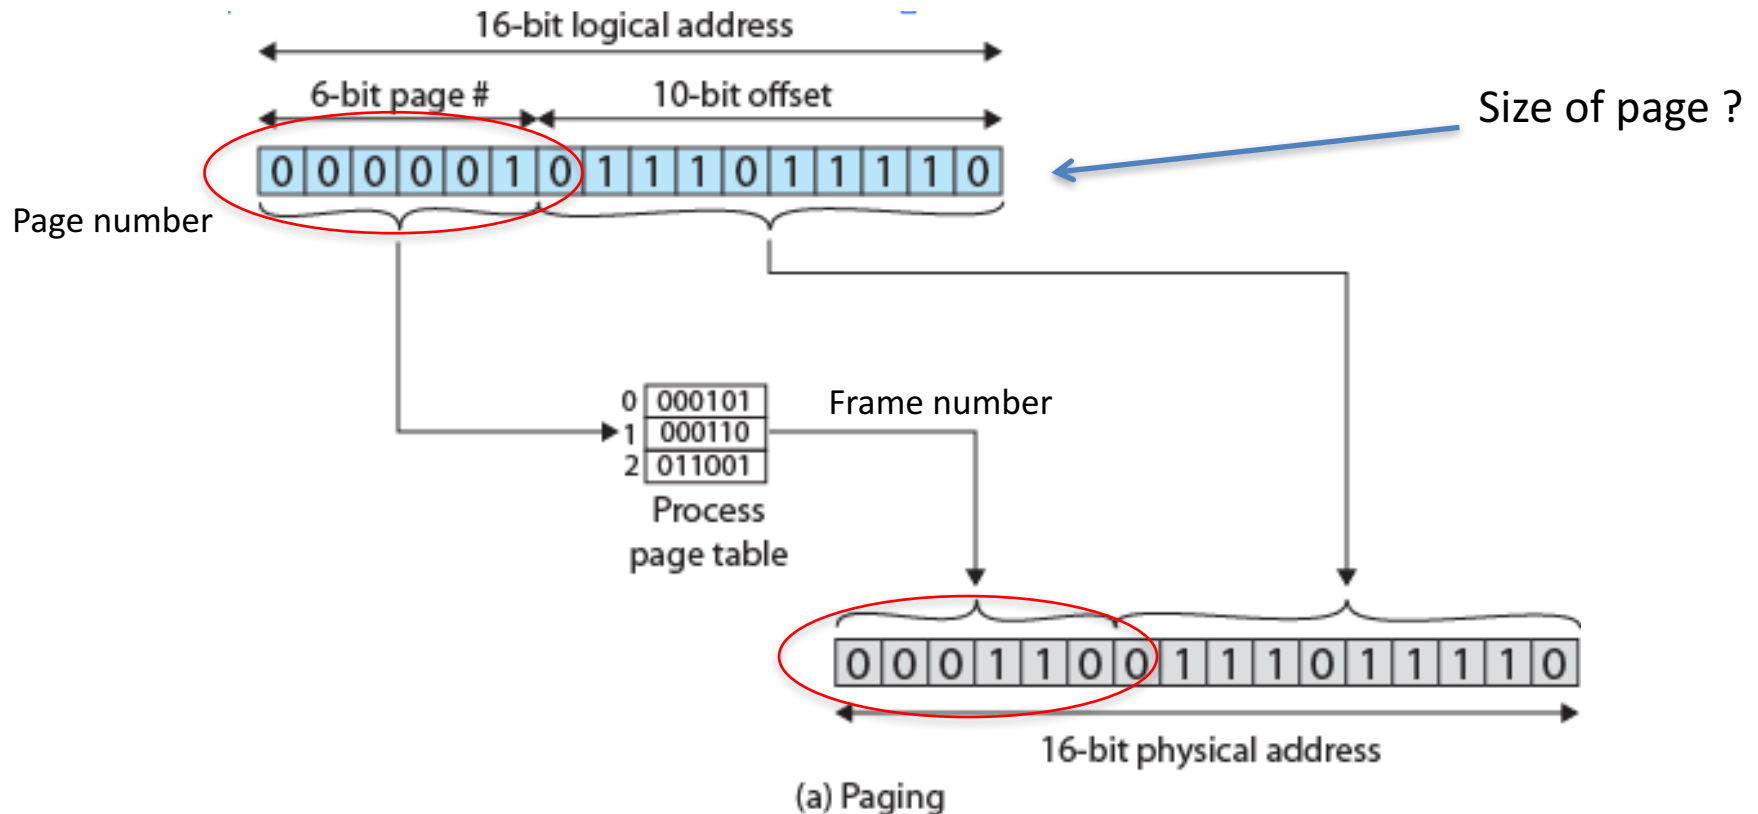 16-bit logical address
6-bit page #
10-bit offset
Size of page ?
0 0 0 0 0 1 0 1 1 1 0 1 1 1 1 0
Page number
0 000101
Frame number
1 000110
2 011001
Process
page table
0 0 0 1 1 0 0 1 1 1 0 1 1 1 1 0
16-bit physical address
(a) Paging